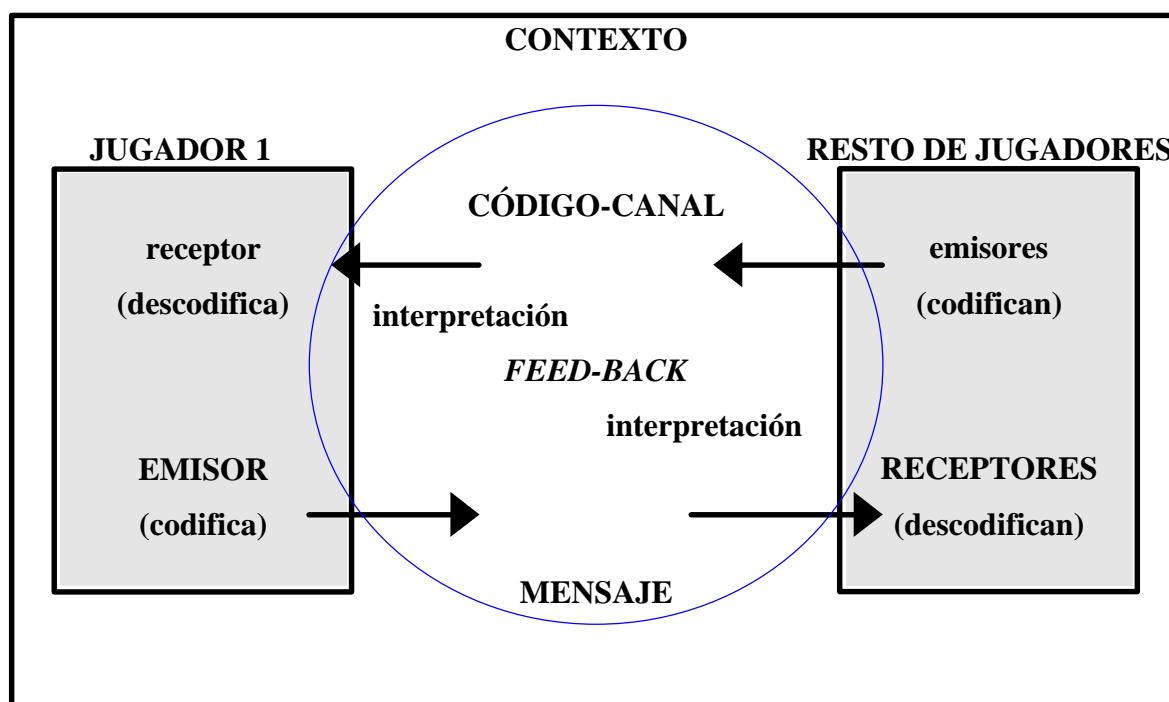 CONTEXTO
JUGADOR 1
RESTO DE JUGADORES
CÓDIGO-CANAL
receptor
(descodifica)
emisores
(codifican)
interpretación
FEED-BACK
interpretación
EMISOR
(codifica)
RECEPTORES
(descodifican)
MENSAJE